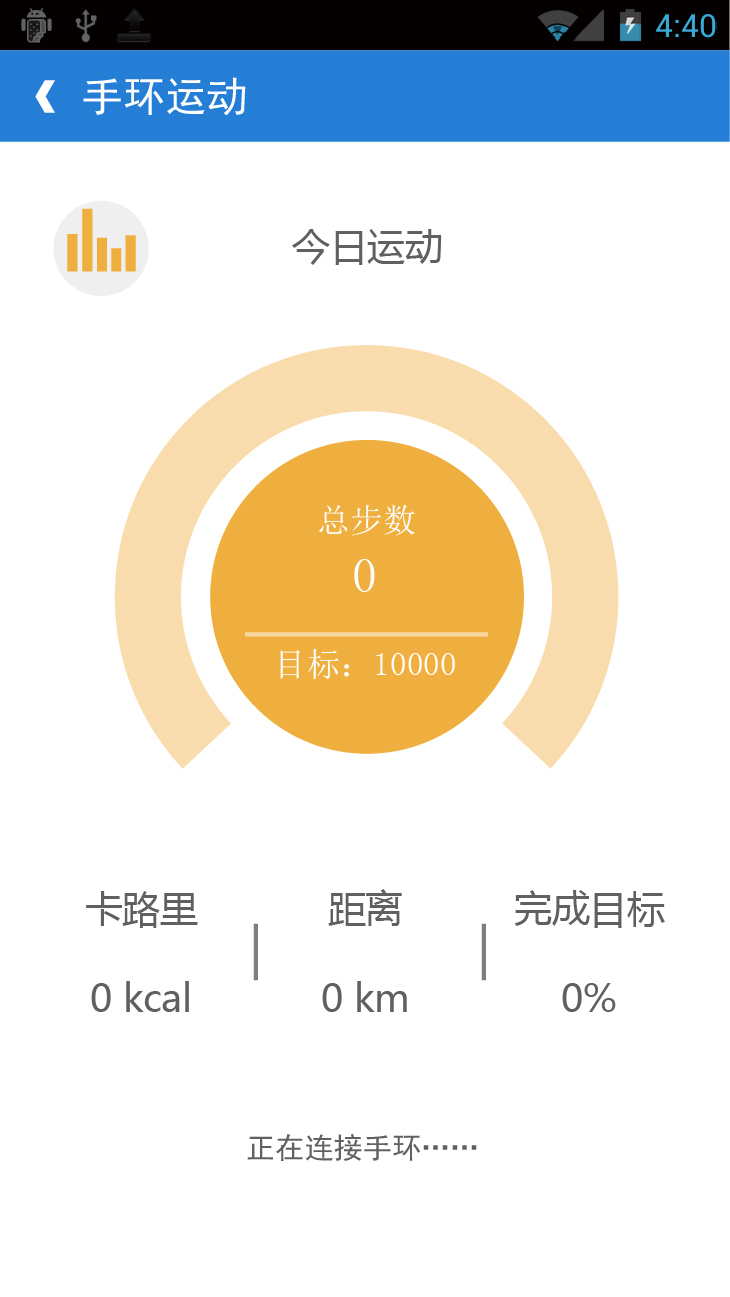 4:40
手环运动
今日运动
总步数
0
目标：10000
卡路里
距离
完成目标
0 kcal
0 km
0%
正在连接手环······